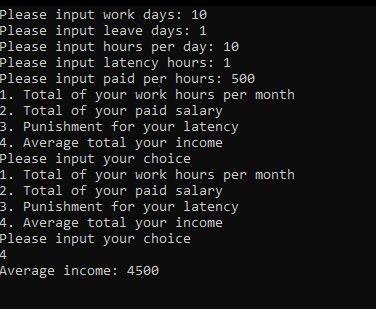 Please input work days: 10
Please input leave days: 1
Please input hours per day: 10
Please input latency hours: 1
Please input paid per hours: 500
1. Total of your work hours per month
2. Total of your paid salary
3. Punishment for your latency
4. Average total your income
Please input your choice
1. Total of your work hours per month
2. Total of your paid salary
3. Punishment for your latency
4. Average total your income
Please input your choice
4
Average income: 4500